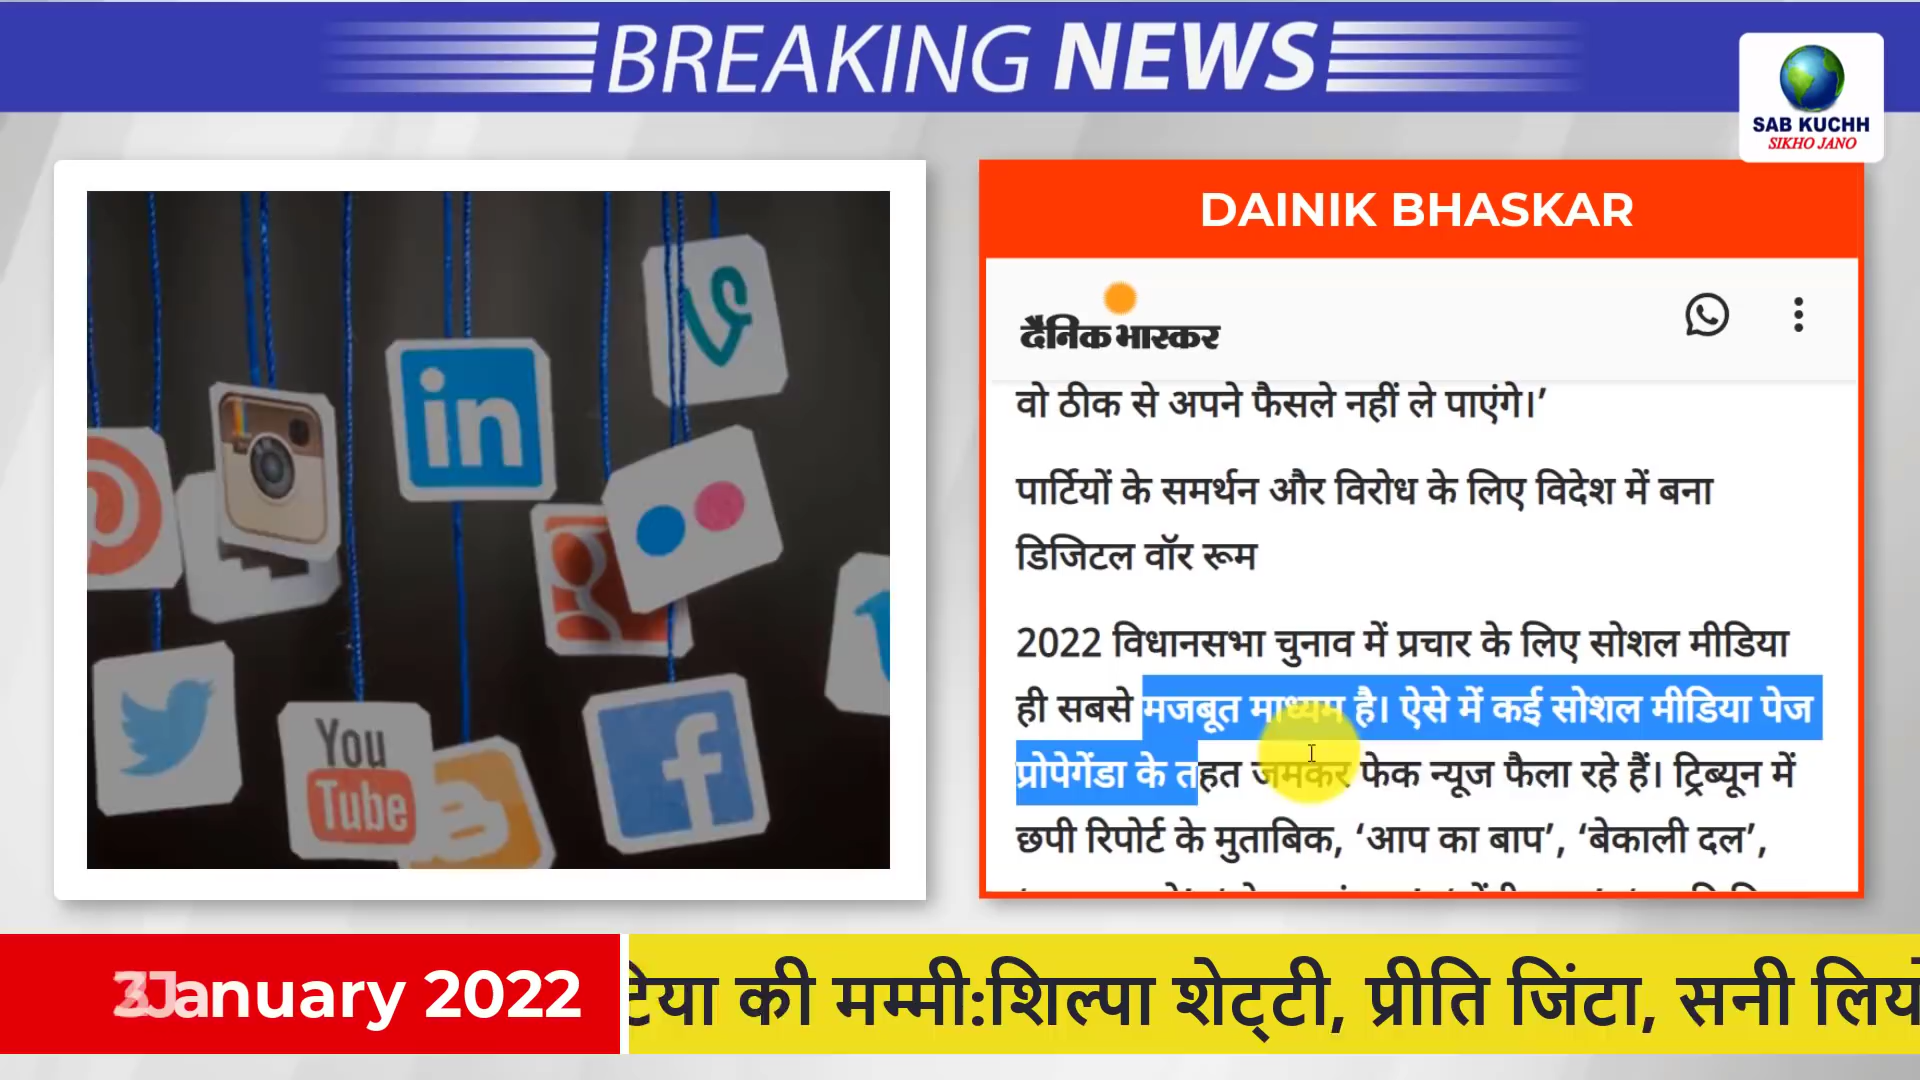 BREAKING NEWS
SAB KUCHH
SIKHO JANO
in
You
Tube
f
DAINIK BHASKAR
दैनिक भास्कर
वो ठीक से अपने फैसले नहीं ले पाएंगे।’
पार्टियों के समर्थन और विरोध के लिए विदेश में बना
डिजिटल वॉर रूम
2022 विधानसभा चुनाव में प्रचार के लिए सोशल मीडिया
ही सबसे मजबूत माध्यम है। ऐसे में कई सोशल मीडिया पेज
प्रोपेगेंडा के तहत जमकर फेक न्यूज फैला रहे हैं। ट्रिब्यून में
छपी रिपोर्ट के मुताबिक, ‘आप का बाप’, ‘बेकाली दल’,
January 2022
की मम्मी:शिल्पा शेट्टी, प्रीति जिंटा, सनी